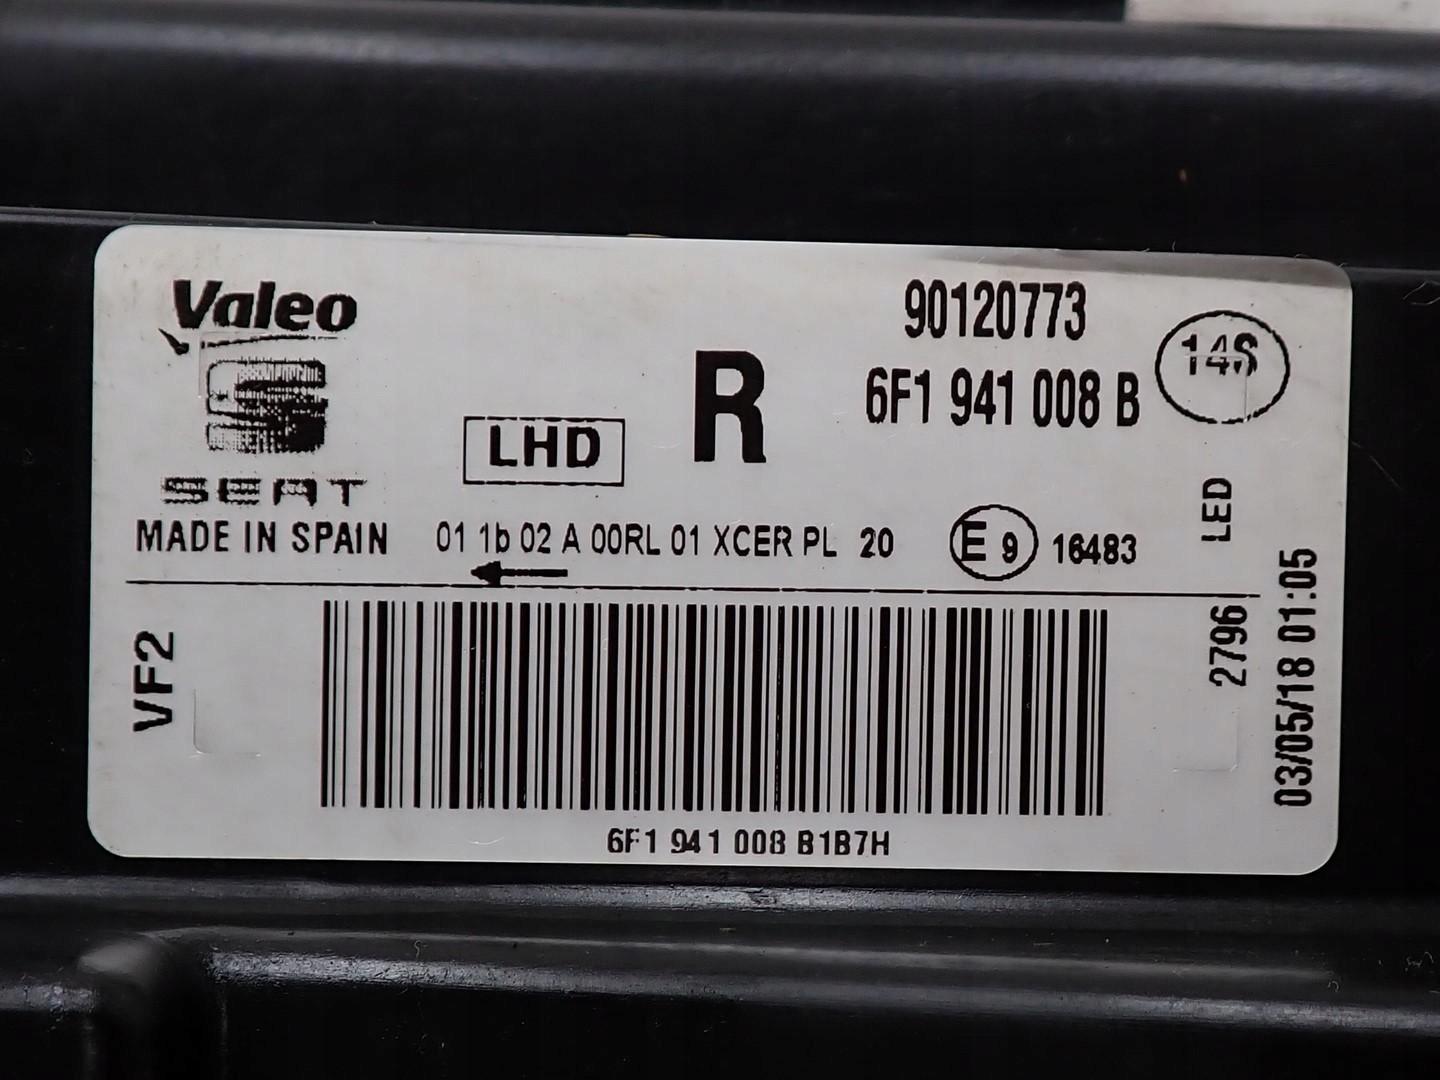 Valeo
90120773
14S
SEAT
LHD
R
6F1 941 008 B
MADE IN SPAIN
01 1b 02 A 00RL 01 XCER PL 20
E 9 16483
LED
VF2
2796
03/05/18 01:05
6F1 941 008 B1B7H